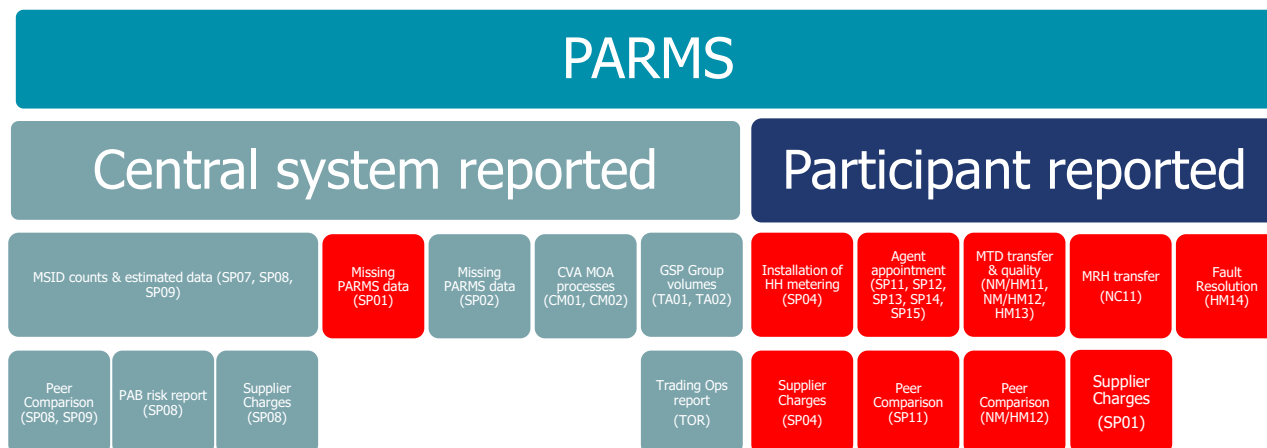 PARMS
Central system reported
Participant reported
MSID counts & estimated data (SP07, SP08,
SP09)
Missing
PARMS data
(SP01)
Missing
PARMS data
(SP02)
CVA MOA
processes
(CM01, CM02)
GSP Group
volumes
(TA01, TA02)
Installation of
HH metering
(SP04)
Agent
appointment
(SP11, SP12,
SP13, SP14,
SP15)
MTD transfer
& quality
(NM/HM11,
NM/HM12,
HM13)
MRH transfer
(NC11)
Fault
Resolution
(HM14)
Peer
Comparison
(SP08, SP09)
PAB risk report
(SP08)
Supplier
Charges
(SP08)
Trading Ops
report
(TOR)
Supplier
Charges
(SP04)
Peer
Comparison
(SP11)
Peer
Comparison
(NM/HM12)
Supplier
Charges
(SP01)